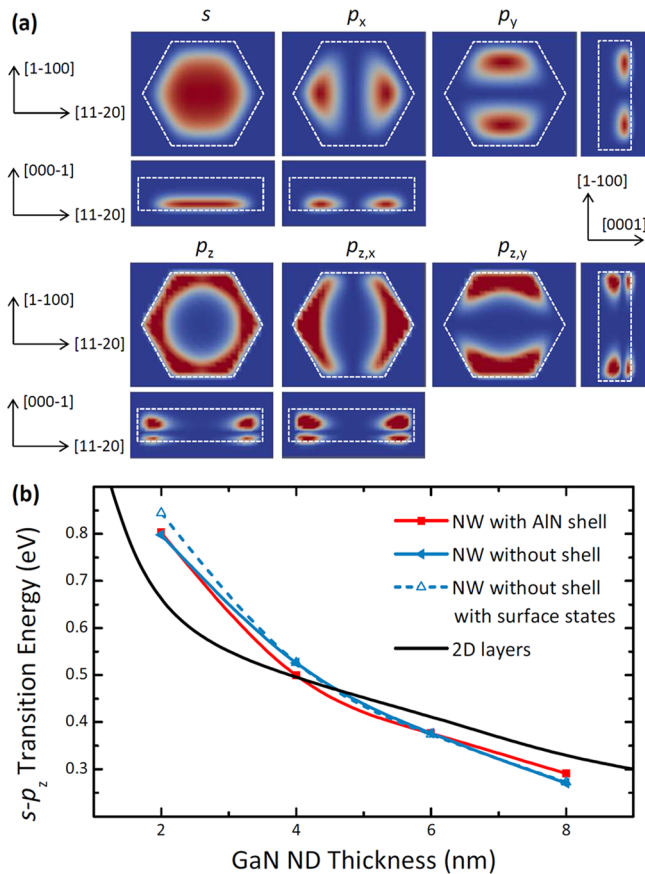 (a)
s
px
py
[1-100]
[11-20]
[000-1]
[11-20]
[1-100]
[0001]
pz
pz,x
pz,y
[1-100]
[11-20]
[000-1]
[11-20]
(b)
s-pz Transition Energy (eV)
0.8
0.7
0.6
0.5
0.4
0.3
NW with AlN shell
NW without shell
NW without shell
with surface states
2D layers
2
4
6
8
GaN ND Thickness (nm)